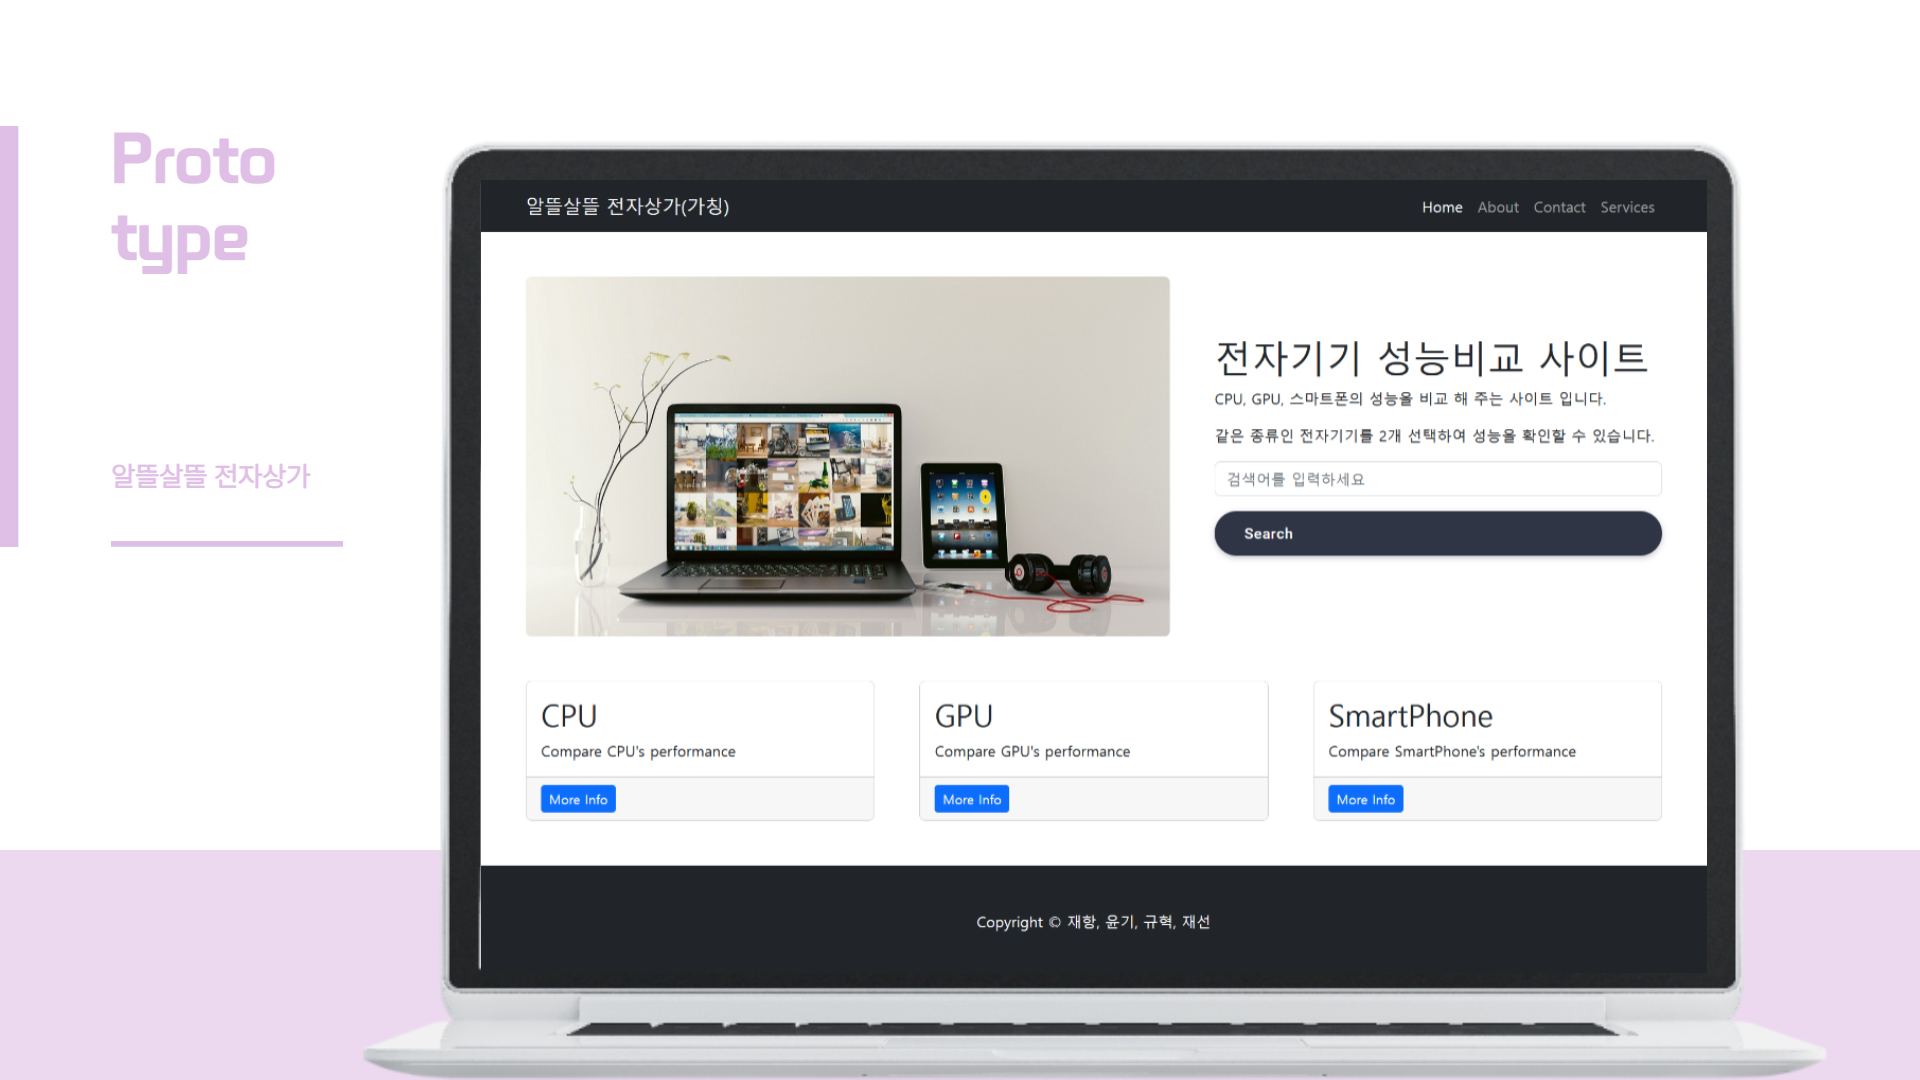 Proto
type
알뜰살뜰 전자상가
알뜰살뜰 전자상가(가칭)
Home About Contact Services
전자기기 성능비교 사이트
CPU, GPU, 스마트폰의 성능을 비교 해 주는 사이트 입니다.
같은 종류인 전자기기를 2개 선택하여 성능을 확인할 수 있습니다.
검색어를 입력하세요
Search
CPU
Compare CPU's performance
More Info
GPU
Compare GPU's performance
More Info
SmartPhone
Compare SmartPhone's performance
More Info
Copyright © 재항, 윤기, 규혁, 재선